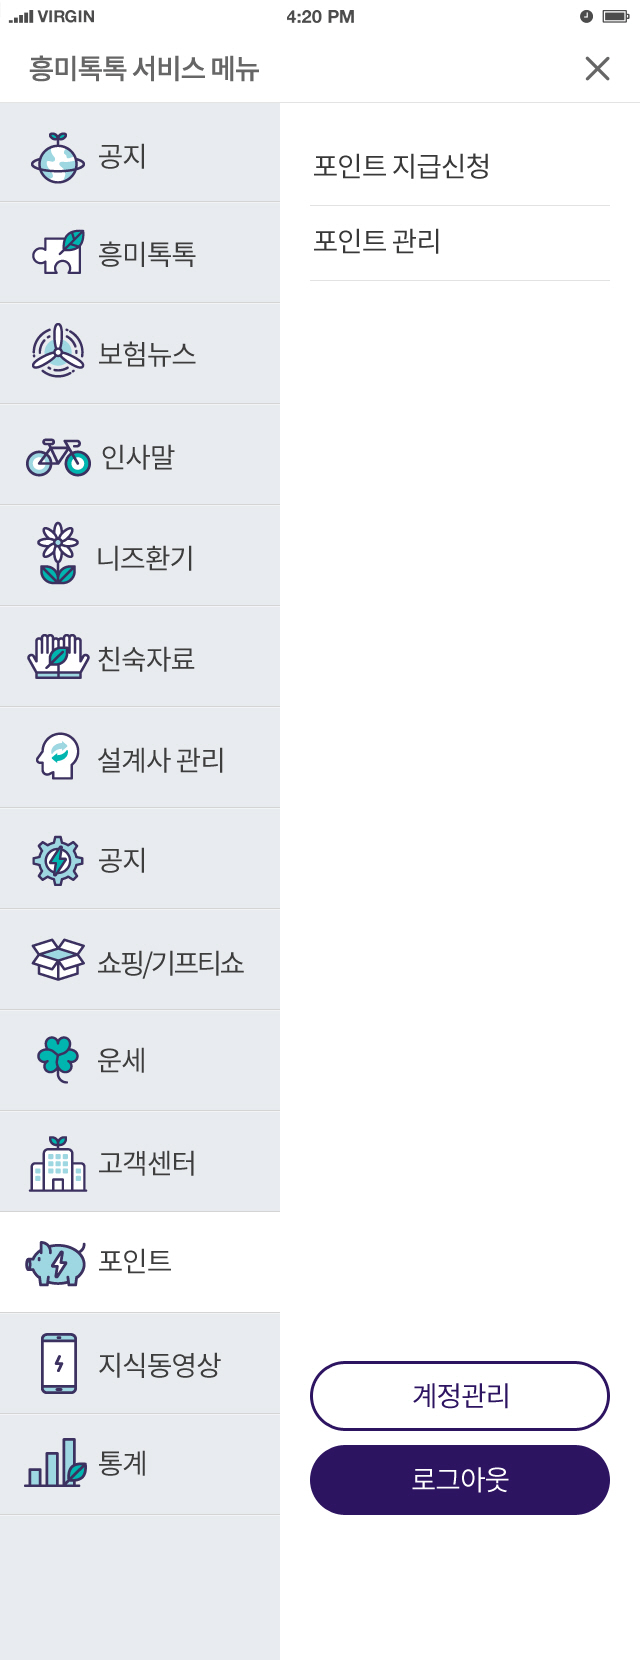 VIRGIN 4:20 PM
흥미톡톡 서비스 메뉴
공지
흥미톡톡
보험뉴스
인사말
니즈환기
친숙자료
설계사 관리
공지
쇼핑/기프티쇼
운세
고객센터
포인트
지식동영상
통계
포인트 지급신청
포인트 관리
계정관리
로그아웃